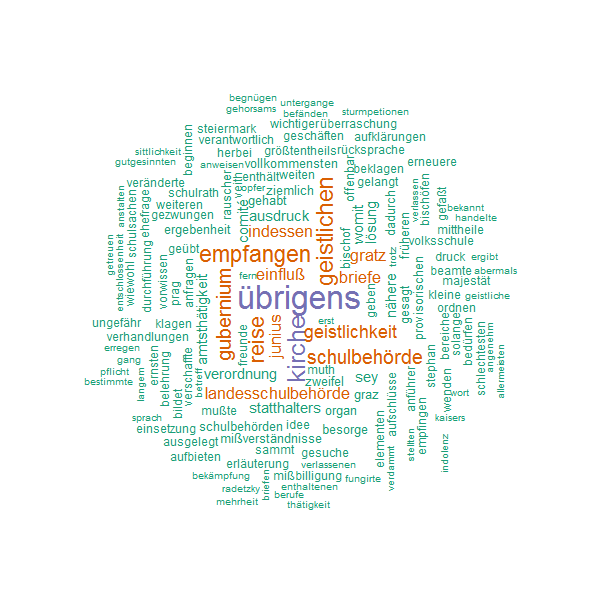 begnügen
gehorsams
untergange
befänden
sturmpetionen
wichtiger
überraschung
steiermark
geschäften
aufklärungen
verantwortlich
beginnen
größtentheils
rücksprache
sittlichkeit
herbei
gutgesinnten
anweisen
vollkommensten
erneuere
beklagen
enthält
weiten
offenbar
gelangt
veränderte
schulrath
opfer
ziemlich
veith
rauscher
gehabt
weiteren
comité
gezwungen
ausdruck
geistlichen
womit
lösung
dadurch
verlassen
bischöfen
gefaßt
bekannt
handelte
mittheile
anstalten
schulsachen
ehefrage
ergebenheit
indessen
bischof
früheren
volksschule
getreuen
entschlossenheit
wiewohl
durchführung
geübt
empfangen
gratz
trotz
druck
ergibt
vorwissen
anfragen
prag
fern
einfluß
briefe
nähere
gesagt
provisorischen
beamte
abermals
majestät
amtsthätigkeit
gubernium
übrigens
geben
kleine
geistliche
ordnen
ungefähr
klagen
reise
junius
kirche
erst
geistlichkeit
solange
bereiche
bedürfen
verhandlungen
erregen
freunde
schulbehörde
stephan
schlechtesten
angenehm
allermeisten
gang
pflicht
bestimmte
langem
ernsten
belehrung
verschaffte
betreff
verordnung
muth
zweifel
sey
aufschlüsse
anführer
wenden
wort
bildet
landesschulbehörde
graz
mußte
statthalters
organ
kaisers
sprach
einsetzung
schulbehörden
idee
besorge
elementen
empfingen
ausgelegt
mißverständnisse
stellten
indolenz
aufbieten
sammt
gesuche
verdammt
erläuterung
verlassenen
bekämpfung
briefen
mißbilligung
fungirte
radetzky
enthaltenen
berufe
mehrheit
thätigkeit